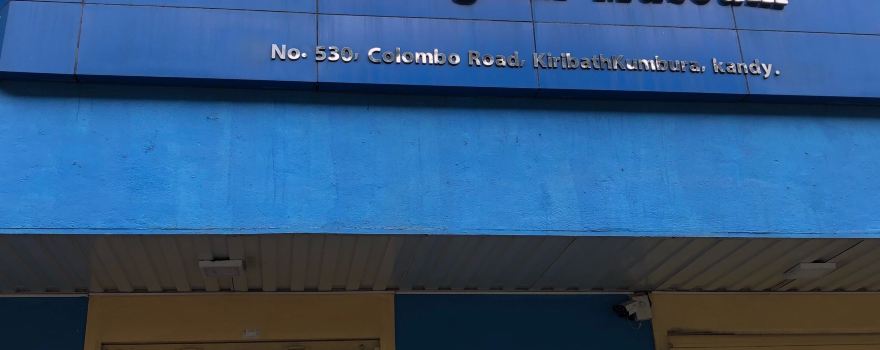 No. 530, Colombo Road, KiribathKumbura, kandy.